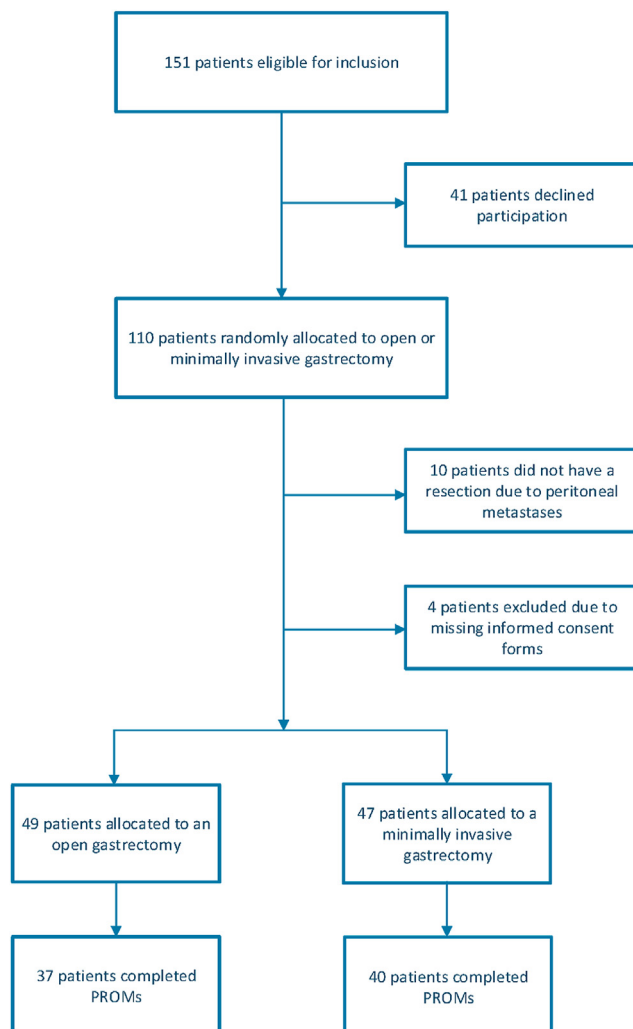 151 patients eligible for inclusion
41 patients declined
participation
110 patients randomly allocated to open or
minimally invasive gastrectomy
10 patients did not have a
resection due to peritoneal
metastases
4 patients excluded due to
missing informed consent
forms
49 patients allocated to an
open gastrectomy
47 patients allocated to a
minimally invasive
gastrectomy
37 patients completed
PROMs
40 patients completed
PROMs